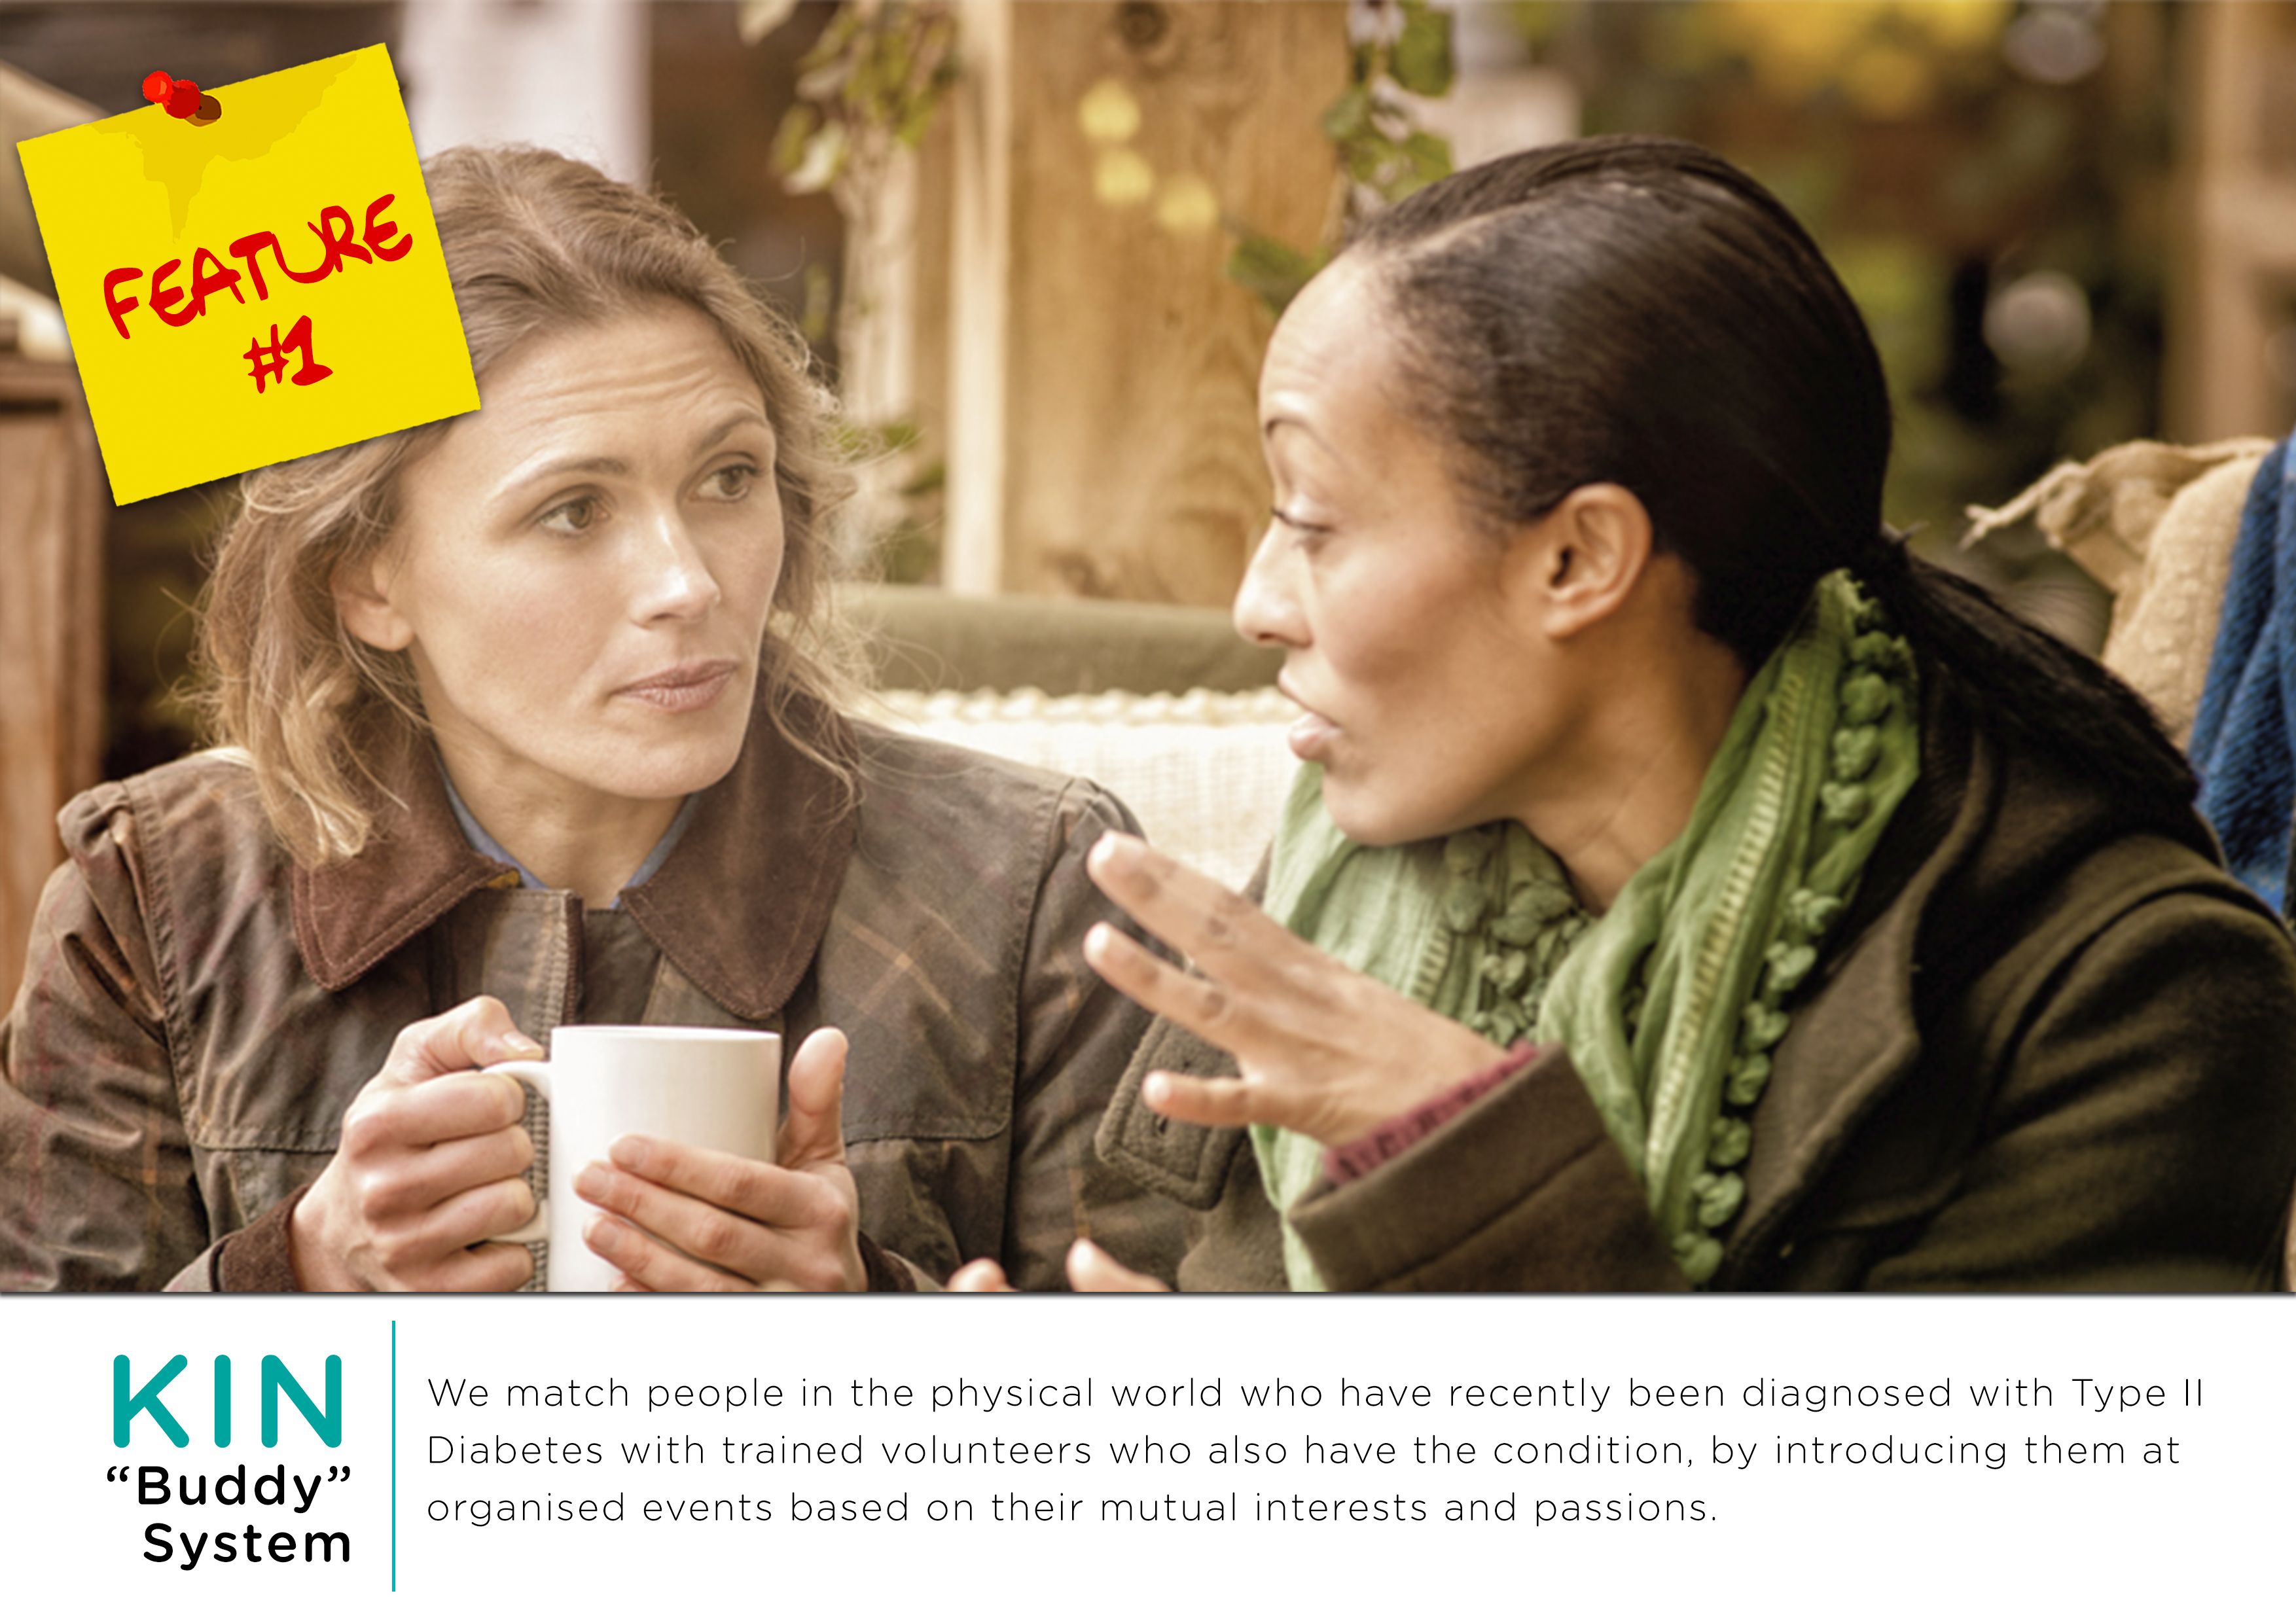 FEATURE
#1
KIN
“Buddy”
System
We match people in the physical world who have recently been diagnosed with Type II
Diabetes with trained volunteers who also have the condition, by introducing them at
organised events based on their mutual interests and passions.